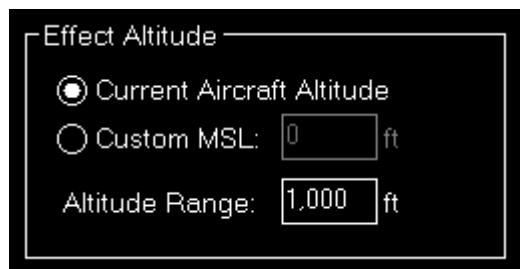 Effect Altitude
Current Aircraft Altitude
Custom MSL: 0 ft
Altitude Range: 1,000 ft